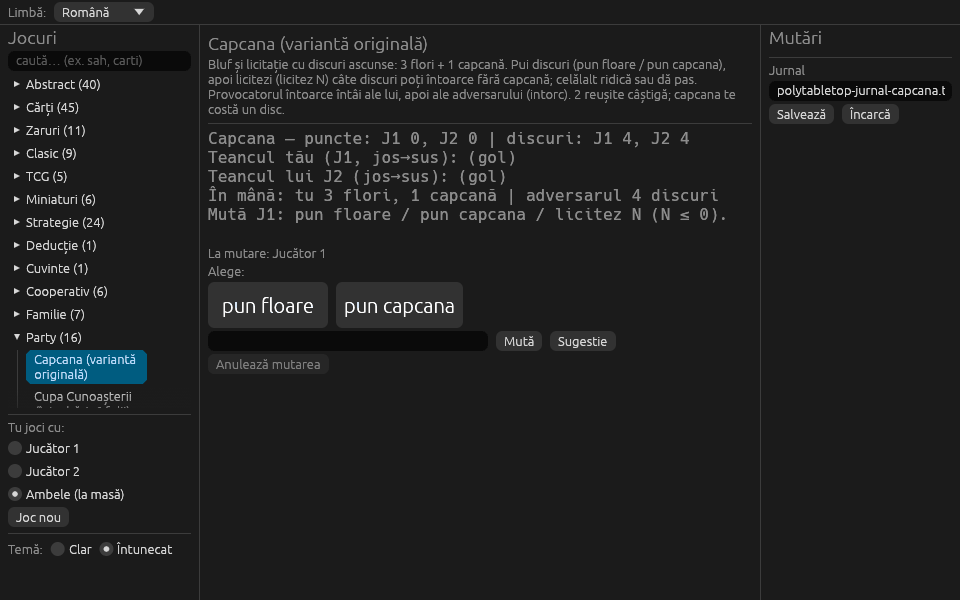 Limbă: Română
Jocuri
caută... (ex. sah, carti)
Abstract (40)
Cărți (45)
Zaruri (11)
Clasic (9)
TCG (5)
Miniaturi (6)
Strategie (24)
Deducție (1)
Cuvinte (1)
Cooperativ (6)
Familie (7)
Party (16)
Capcana (variantă
originală)
Cupa Cunoașterii
Tu joci cu:
Jucător 1
Jucător 2
Ambele (la masă)
Joc nou
Temă: Clar Întunecat
Capcana (variantă originală)
Bluf și licitație cu discuri ascunse: 3 flori + 1 capcană. Pui discuri (pun floare / pun capcana),
apoi licitezi (licitez N) câte discuri poți întoarce fără capcană; celălalt ridică sau dă pas.
Provocatorul întoarce întâi ale lui, apoi ale adversarului (intorc). 2 reușite câștigă; capcana te
costă un disc.
Capcana — puncte: J1 0, J2 0 | discuri: J1 4, J2 4
Teancul tău (J1, jos→sus): (gol)
Teancul lui J2 (jos→sus): (gol)
În mână: tu 3 flori, 1 capcană | adversarul 4 discuri
Mută J1: pun floare / pun capcana / licitez N (N ≤ 0).
La mutare: Jucător 1
Alege:
pun floare pun capcana
Mută Sugestie
Anulează mutarea
Mutări
Jurnal
polytabletop-jurnal-capcana.t
Salvează Încarcă